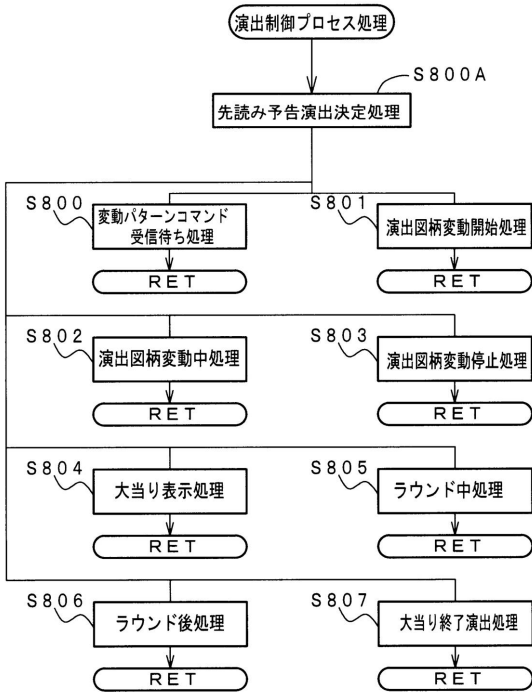 演出制御プロセス処理
S800A
先読み予告演出決定処理
S800
変動パターンコマンド
受信待ち処理
RET
S801
演出図柄変動開始処理
RET
S802
演出図柄変動中処理
RET
S803
演出図柄変動停止処理
RET
S804
大当り表示処理
RET
S805
ラウンド中処理
RET
S806
ラウンド後処理
RET
S807
大当り終了演出処理
RET